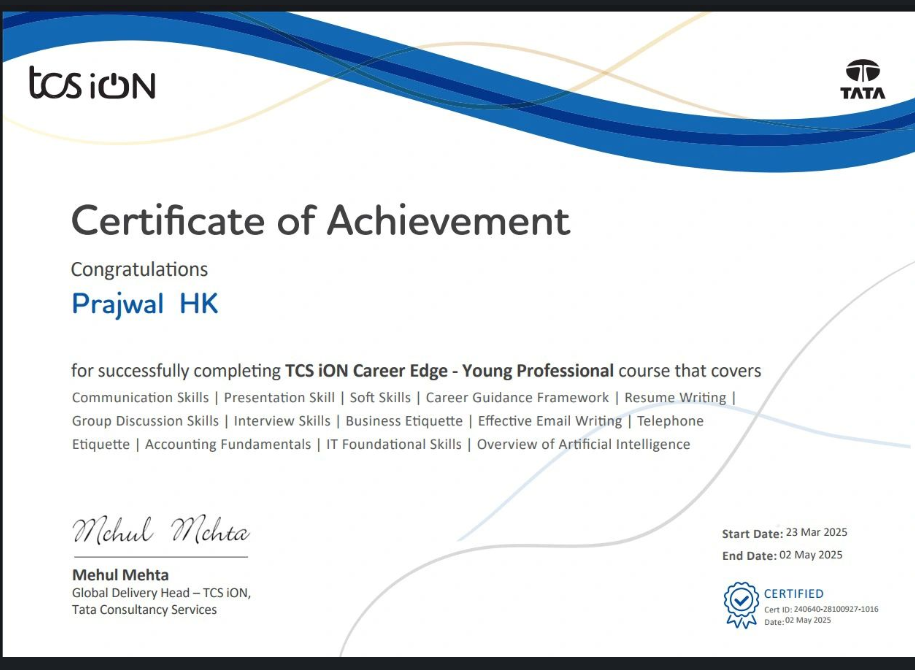 tcs iON
TATA
Certificate of Achievement
Congratulations
Prajwal HK
for successfully completing TCS iON Career Edge - Young Professional course that covers
Communication Skills | Presentation Skill | Soft Skills | Career Guidance Framework | Resume Writing |
Group Discussion Skills | Interview Skills | Business Etiquette | Effective Email Writing | Telephone
Etiquette | Accounting Fundamentals | IT Foundational Skills | Overview of Artificial Intelligence
Mehul Mehta
Mehul Mehta
Global Delivery Head – TCS iON,
Tata Consultancy Services
Start Date: 23 Mar 2025
End Date: 02 May 2025
CERTIFIED
Cert ID: 240640-28100927-1016
Date: 02 May 2025